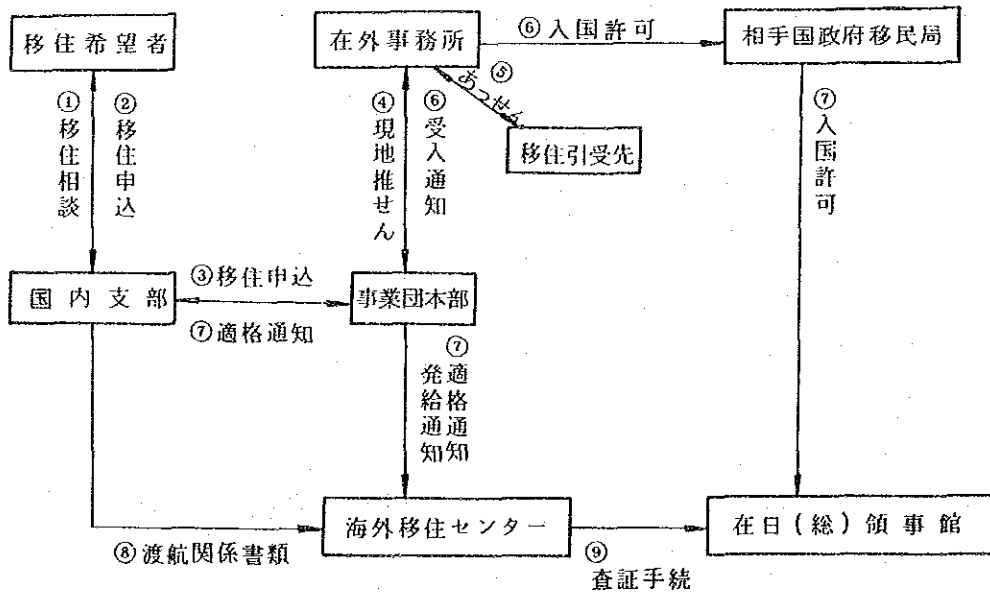 移住希望者
在外事務所
⑥入国許可
相手国政府移民局
①移住相談
②移住申込
④現地推せん
⑥受入通知
⑤あっせん
移住引受先
⑦入国許可
国内支部
③移住申込
⑦適格通知
事業団本部
⑦適格通知
発給通知
海外移住センター
在日(総)領事館
⑧渡航関係書類
⑨査証手続